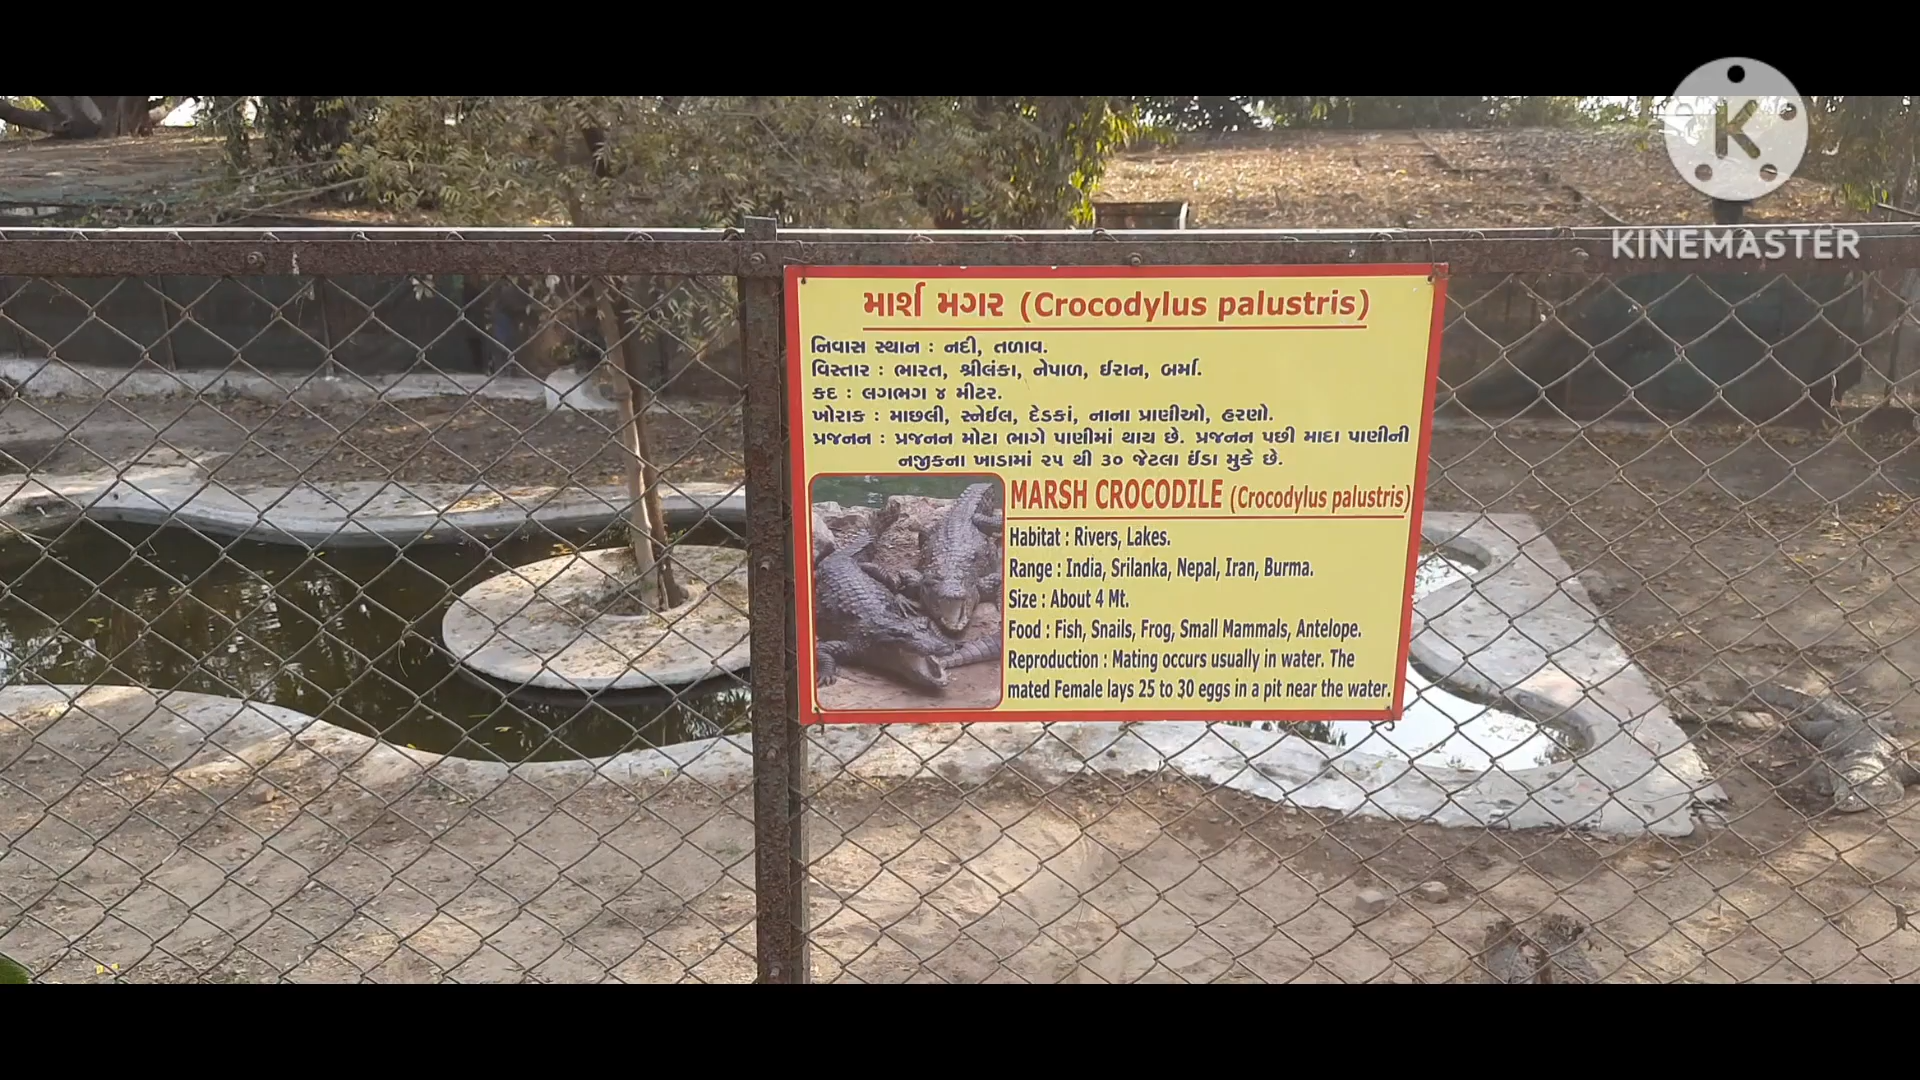 KINEMASTER
માર્શ મગર (Crocodylus palustris)
નિવાસ સ્થાન : નદી, તળાવ.
વિસ્તાર : ભારત, શ્રીલંકા, નેપાળ, ઈરાન, બર્મા.
કદ : લગભગ ૪ મીટર.
ખોરાક : માછલી, સ્નેઈલ, દેડકાં, નાના પ્રાણીઓ, હરણો.
પ્રજનન : પ્રજનન મોટા ભાગે પાણીમાં થાય છે. પ્રજનન પછી માદા પાણીની
નજીકના ખાડામાં ૨૫ થી ૩૦ જેટલા ઈંડા મુકે છે.
MARSH CROCODILE (Crocodylus palustris)
Habitat : Rivers, Lakes.
Range : India, Srilanka, Nepal, Iran, Burma.
Size : About 4 Mt.
Food : Fish, Snails, Frog, Small Mammals, Antelope.
Reproduction : Mating occurs usually in water. The
mated Female lays 25 to 30 eggs in a pit near the water.